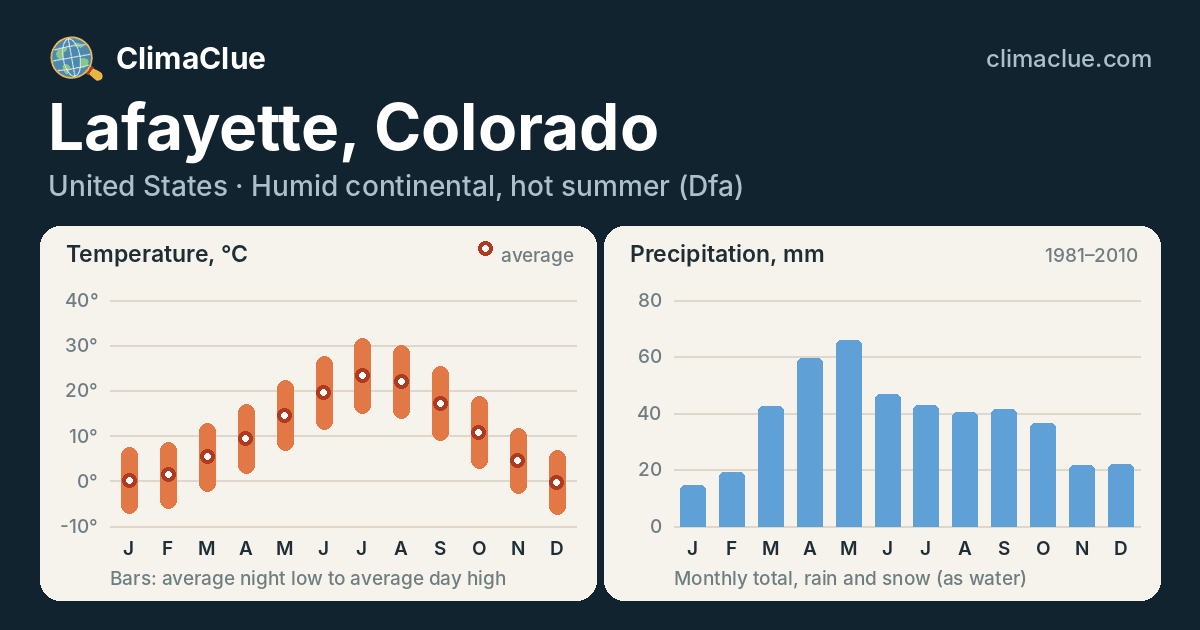 ClimaClue
climaclue.com
Lafayette, Colorado
United States · Humid continental, hot summer (Dfa)
Temperature, °C
average
40°
30°
20°
10°
0°
-10°
J F M A M J J A S O N D
Bars: average night low to average day high
Precipitation, mm
1981–2010
80
60
40
20
0
J F M A M J J A S O N D
Monthly total, rain and snow (as water)